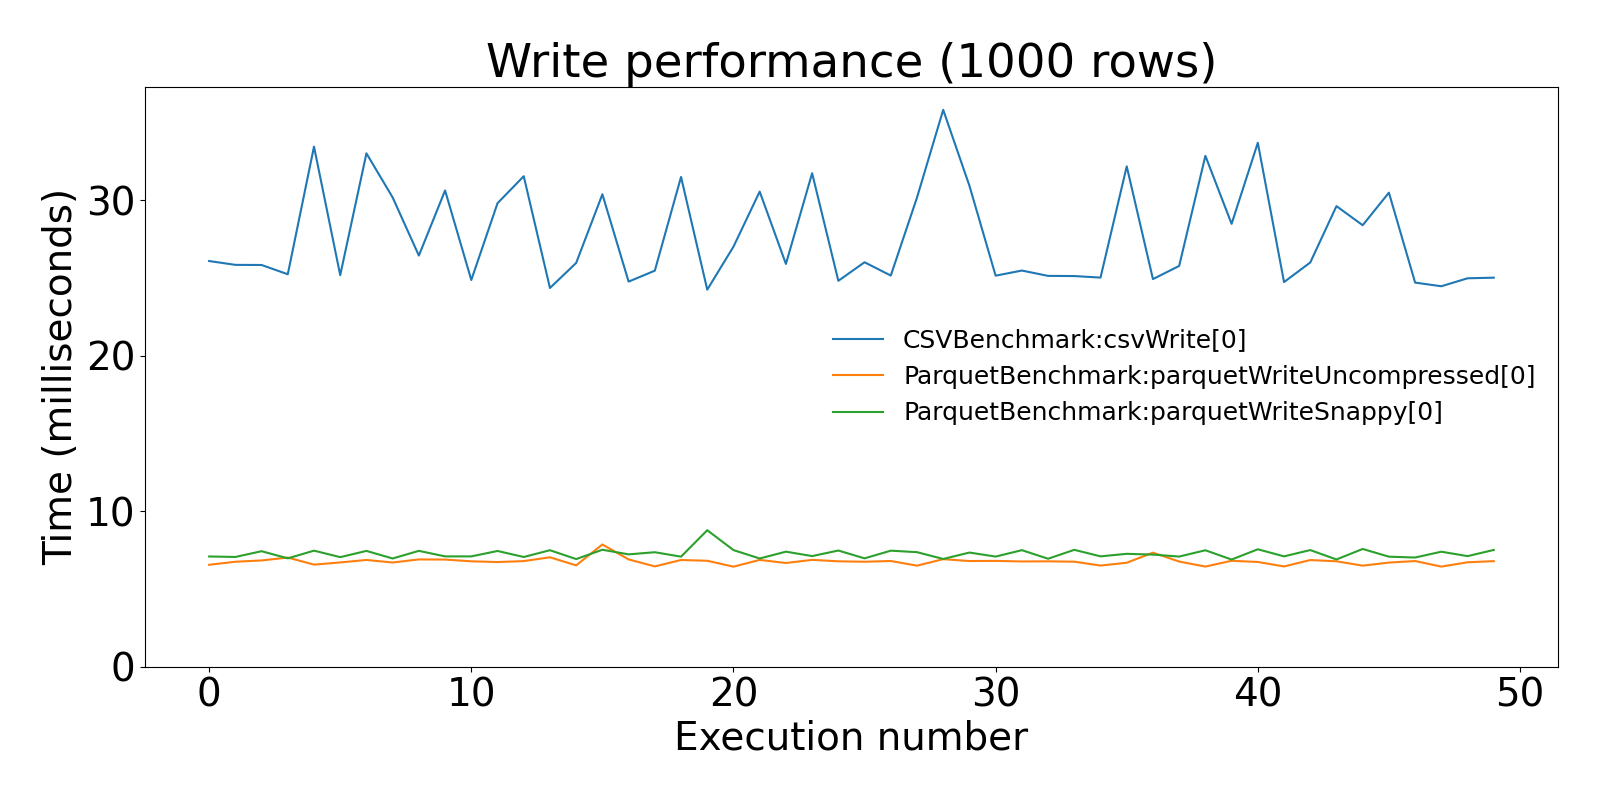 Write performance (1000 rows)
Time (milliseconds)
30
20
10
0
CSVBenchmark:csvWrite[0]
ParquetBenchmark:parquetWriteUncompressed[0]
ParquetBenchmark:parquetWriteSnappy[0]
0 10 20 30 40 50
Execution number